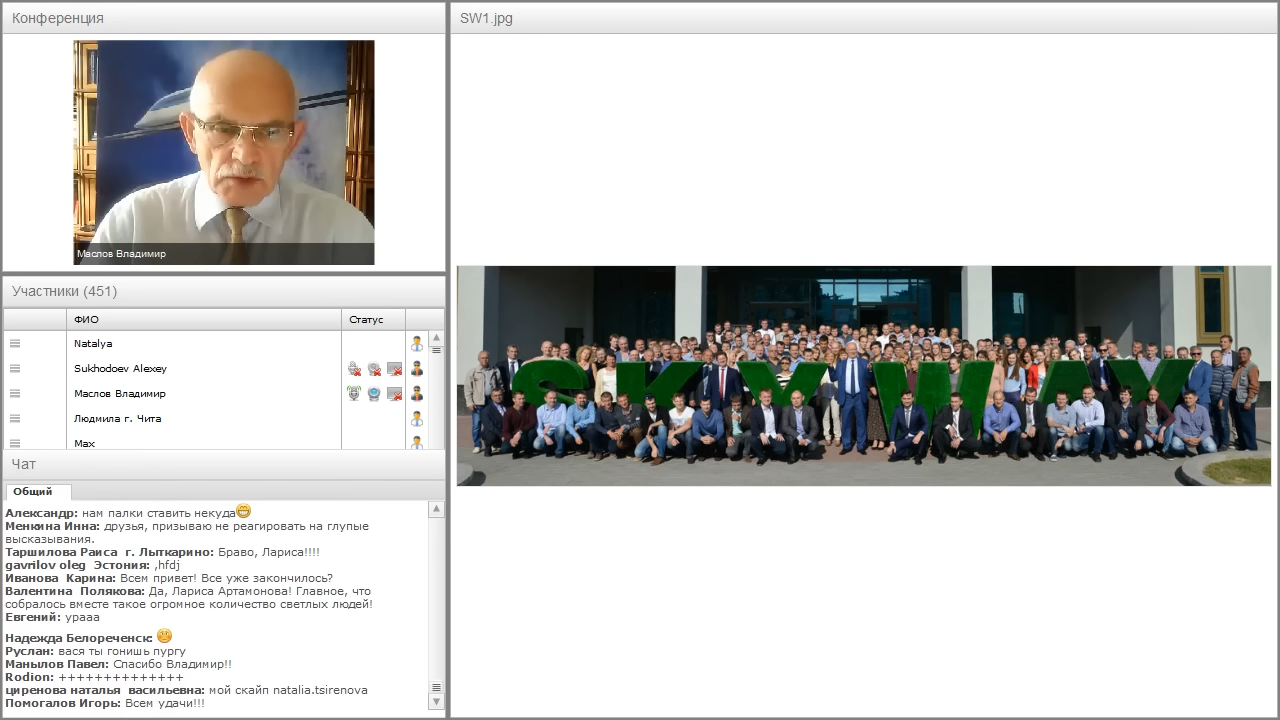 Конференция
Маслов Владимир
Участники (451)
ФИО
Статус
Natalya
Sukhodoev Alexey
Маслов Владимир
Людмила г. Чита
Max
Чат
Общий
Александр: нам палки ставить некуда
Менкина Инна: друзья, призываю не реагировать на глупые
высказывания.
Таршилова Раиса г. Лыткарино: Браво, Лариса!!!!
gavrilov oleg Эстония: ,hfdj
Иванова Карина: Всем привет! Все уже закончилось?
Валентина Полякова: Да, Лариса Артамонова! Главное, что
собралось вместе такое огромное количество светлых людей!
Евгений: урааа
Надежда Белореченск:
Руслан: вася ты гонишь пургу
Манылов Павел: Спасибо Владимир!!
Rodion: ++++++++++++++
циренова наталья васильевна: мой скайп natalia.tsirenova
Помогалов Игорь: Всем удачи!!!
SW1.jpg
SKY WAY